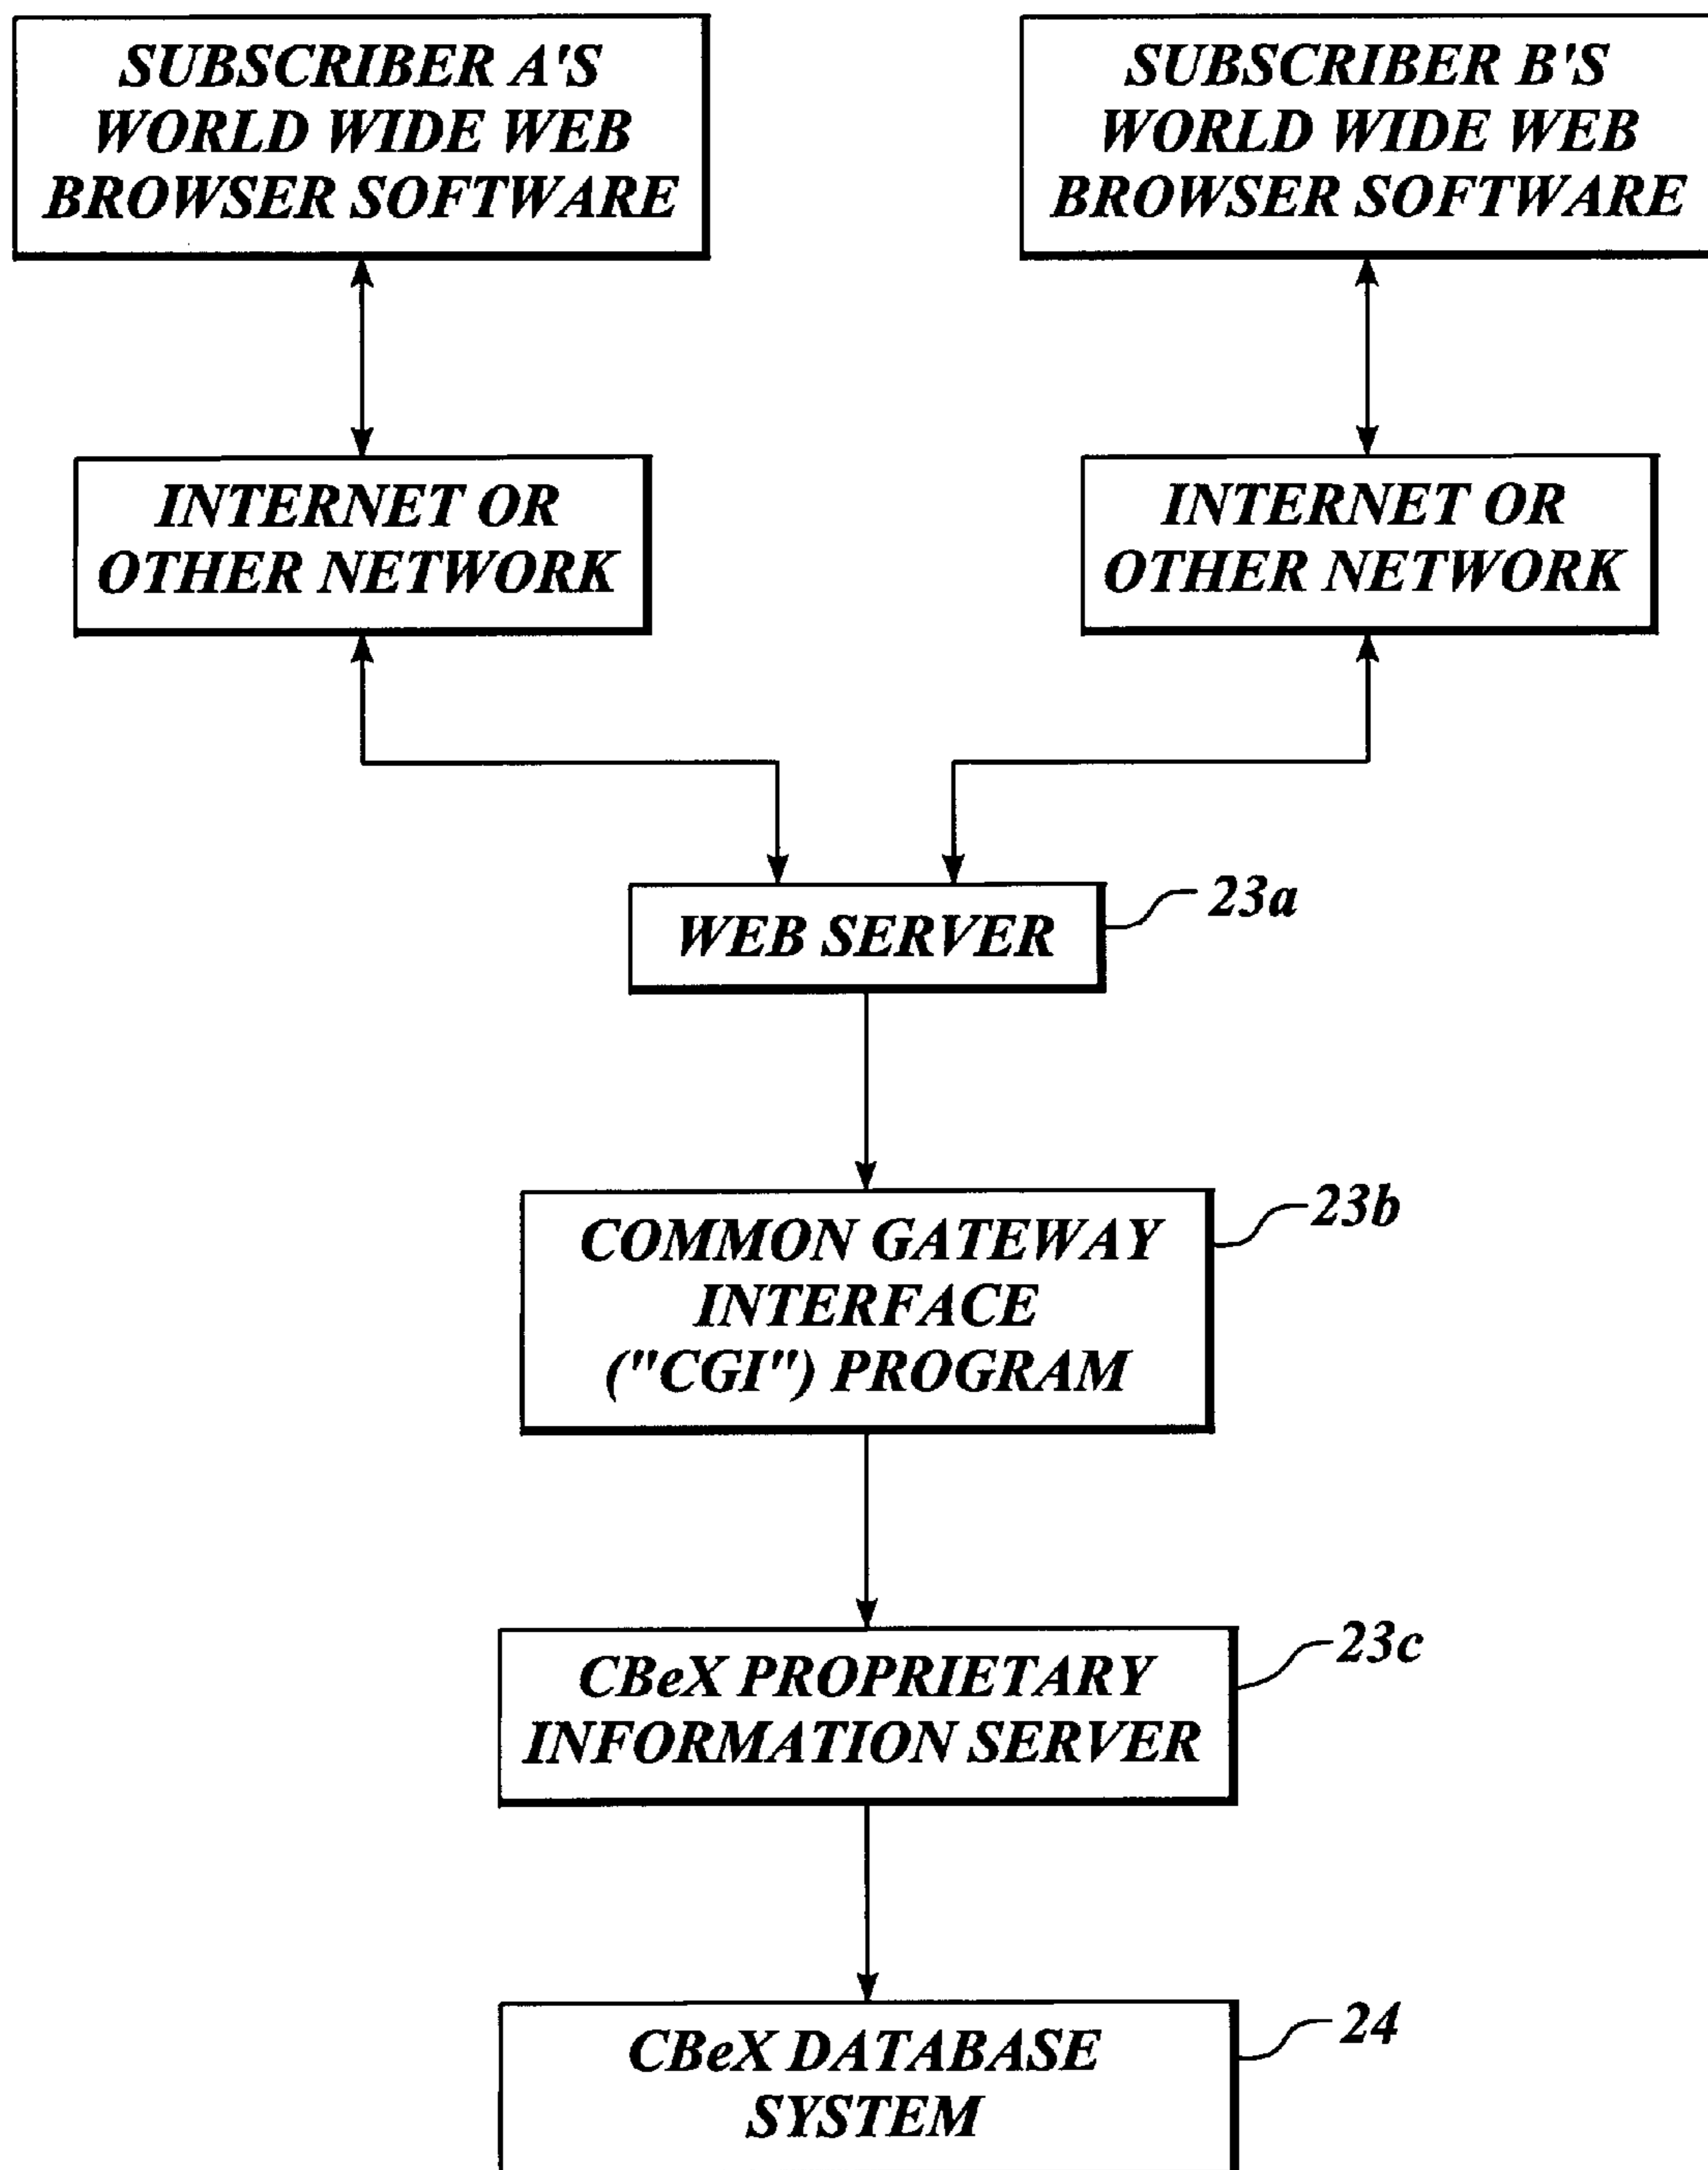 SUBSCRIBER A'S
WORLD WIDE WEB
BROWSER SOFTWARE
SUBSCRIBER B'S
WORLD WIDE WEB
BROWSER SOFTWARE
INTERNET OR
OTHER NETWORK
INTERNET OR
OTHER NETWORK
WEB SERVER
23a
COMMON GATEWAY
INTERFACE
("CGI") PROGRAM
23b
CBeX PROPRIETARY
INFORMATION SERVER
23c
CBeX DATABASE
SYSTEM
24